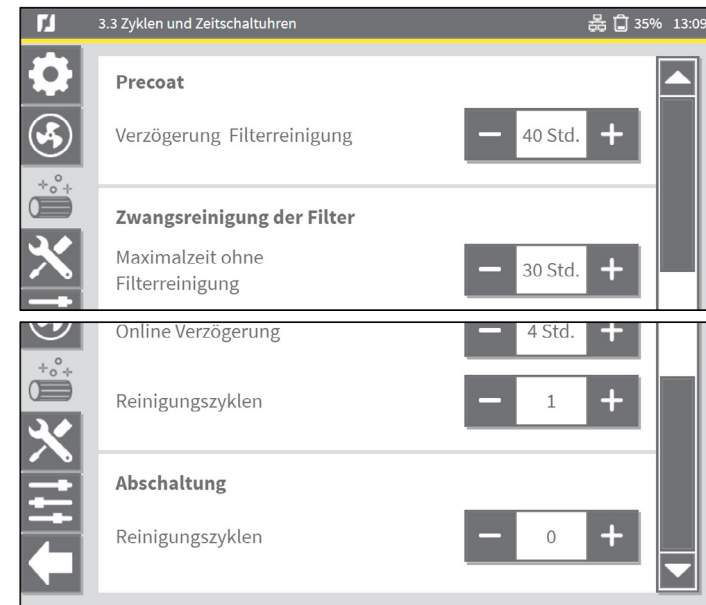 3.3 Zyklen und Zeitschaltuhren 35% 13:09
Precoat
Verzögerung Filterreinigung − 40 Std. +
Zwangsreinigung der Filter
Maximalzeit ohne
Filterreinigung − 30 Std. +
Online Verzögerung − 4 Std. +
Reinigungszyklen − 1 +
Abschaltung
Reinigungszyklen − 0 +